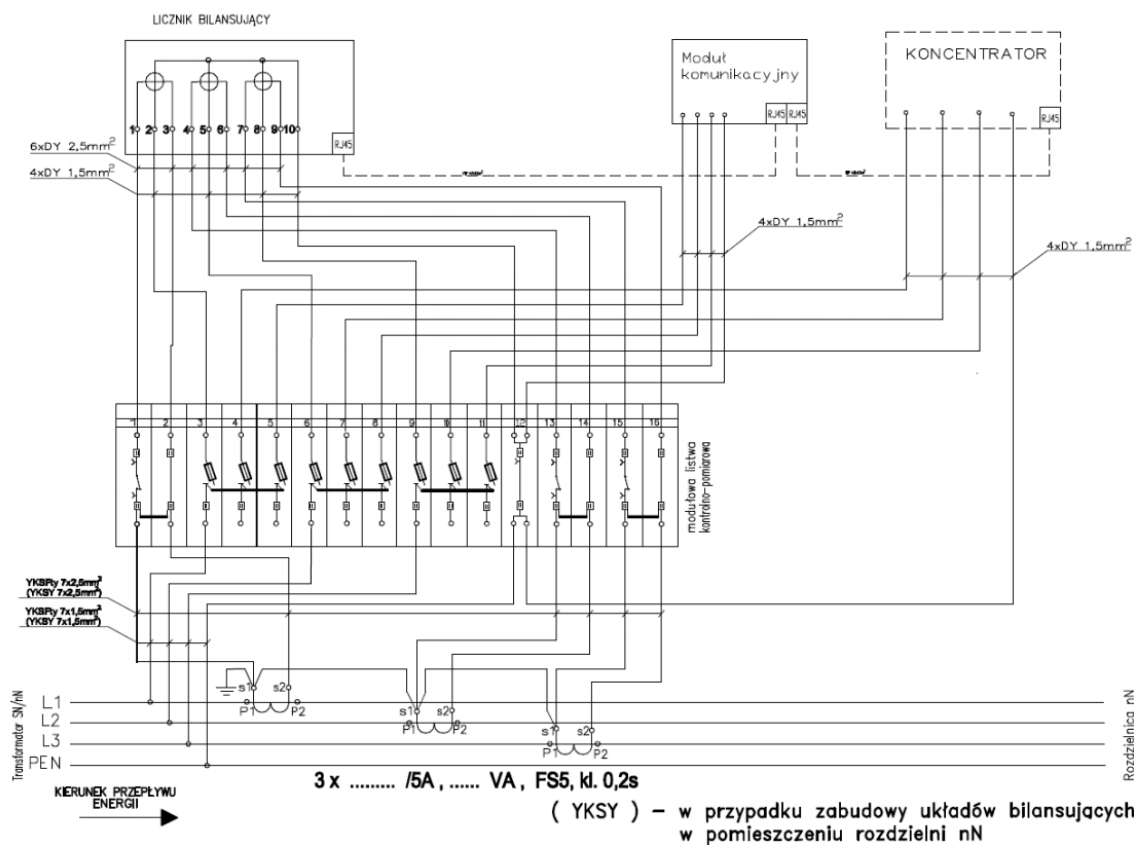 LICZNIK BILANSUJĄCY
Moduł
komunikacyjny
KONCENTRATOR
1 2 3 4 5 6 7 8 9 10
RJ45
RJ45 RJ45
RJ45
6xDY 2,5mm²
4xDY 1,5mm²
4xDY 1,5mm²
4xDY 1,5mm²
1 2 3 4 5 6 7 8 9 10 11 12 13 14 15 16
modułowa listwa
kontrolno-pomiarowa
YKSFty 7x2,5mm²
(YKSY 7x2,5mm²)
YKSFty 7x1,5mm²
(YKSY 7x1,5mm²)
s1 s2
P1 P2
s1 s2
P1 P2
s1 s2
P1 P2
Transformator SN/nN
L1
L2
L3
PEN
Rozdzielnica nN
KIERUNEK PRZEPŁYWU
ENERGII
3 x ......... /5A , ...... VA , FS5, kl. 0,2s
( YKSY ) – w przypadku zabudowy układów bilansujących
w pomieszczeniu rozdzielni nN